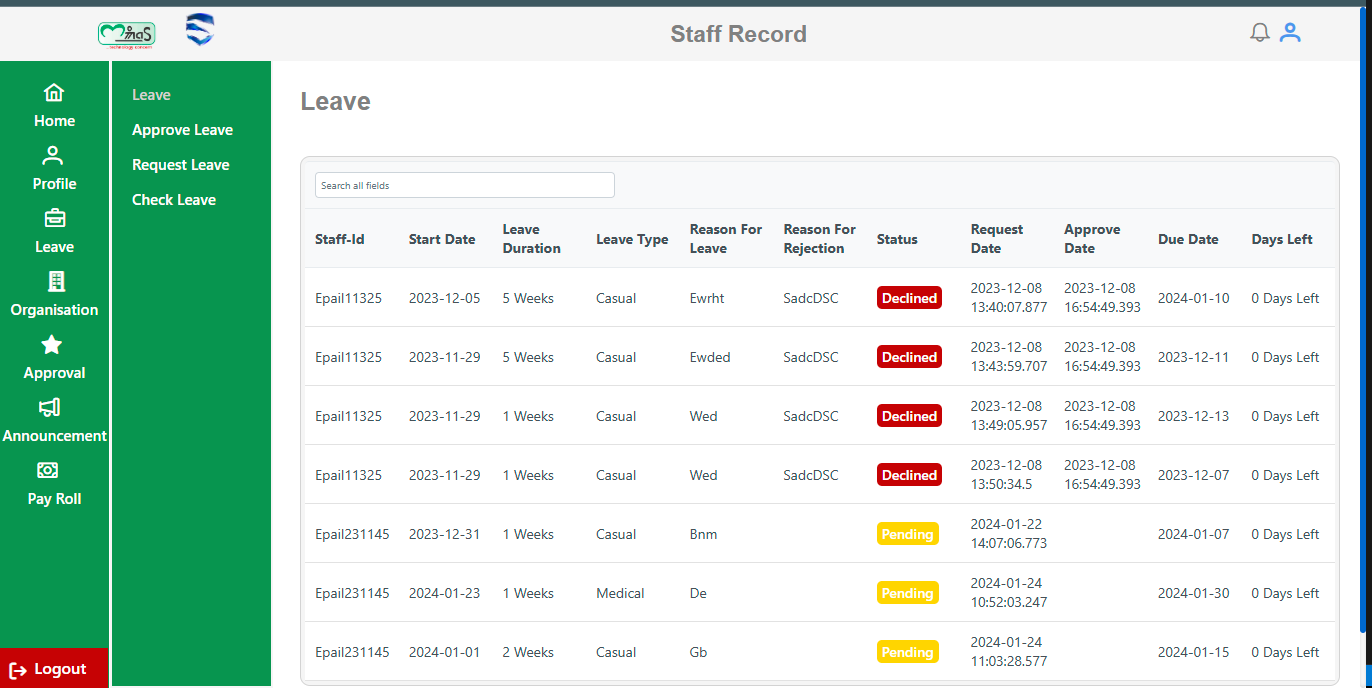 MinaS
technology concern
Staff Record
Home
Profile
Leave
Organisation
Approval
Announcement
Pay Roll
Logout
Leave
Approve Leave
Request Leave
Check Leave
Leave
Search all fields
Staff-Id Start Date Leave Duration Leave Type Reason For Leave Reason For Rejection Status Request Date Approve Date Due Date Days Left
Epail11325 2023-12-05 5 Weeks Casual Ewrht SadcDSC Declined 2023-12-08 13:40:07.877 2023-12-08 16:54:49.393 2024-01-10 0 Days Left
Epail11325 2023-11-29 5 Weeks Casual Ewded SadcDSC Declined 2023-12-08 13:43:59.707 2023-12-08 16:54:49.393 2023-12-11 0 Days Left
Epail11325 2023-11-29 1 Weeks Casual Wed SadcDSC Declined 2023-12-08 13:49:05.957 2023-12-08 16:54:49.393 2023-12-13 0 Days Left
Epail11325 2023-11-29 1 Weeks Casual Wed SadcDSC Declined 2023-12-08 13:50:34.5 2023-12-08 16:54:49.393 2023-12-07 0 Days Left
Epail231145 2023-12-31 1 Weeks Casual Bnm Pending 2024-01-22 14:07:06.773 2024-01-07 0 Days Left
Epail231145 2024-01-23 1 Weeks Medical De Pending 2024-01-24 10:52:03.247 2024-01-30 0 Days Left
Epail231145 2024-01-01 2 Weeks Casual Gb Pending 2024-01-24 11:03:28.577 2024-01-15 0 Days Left